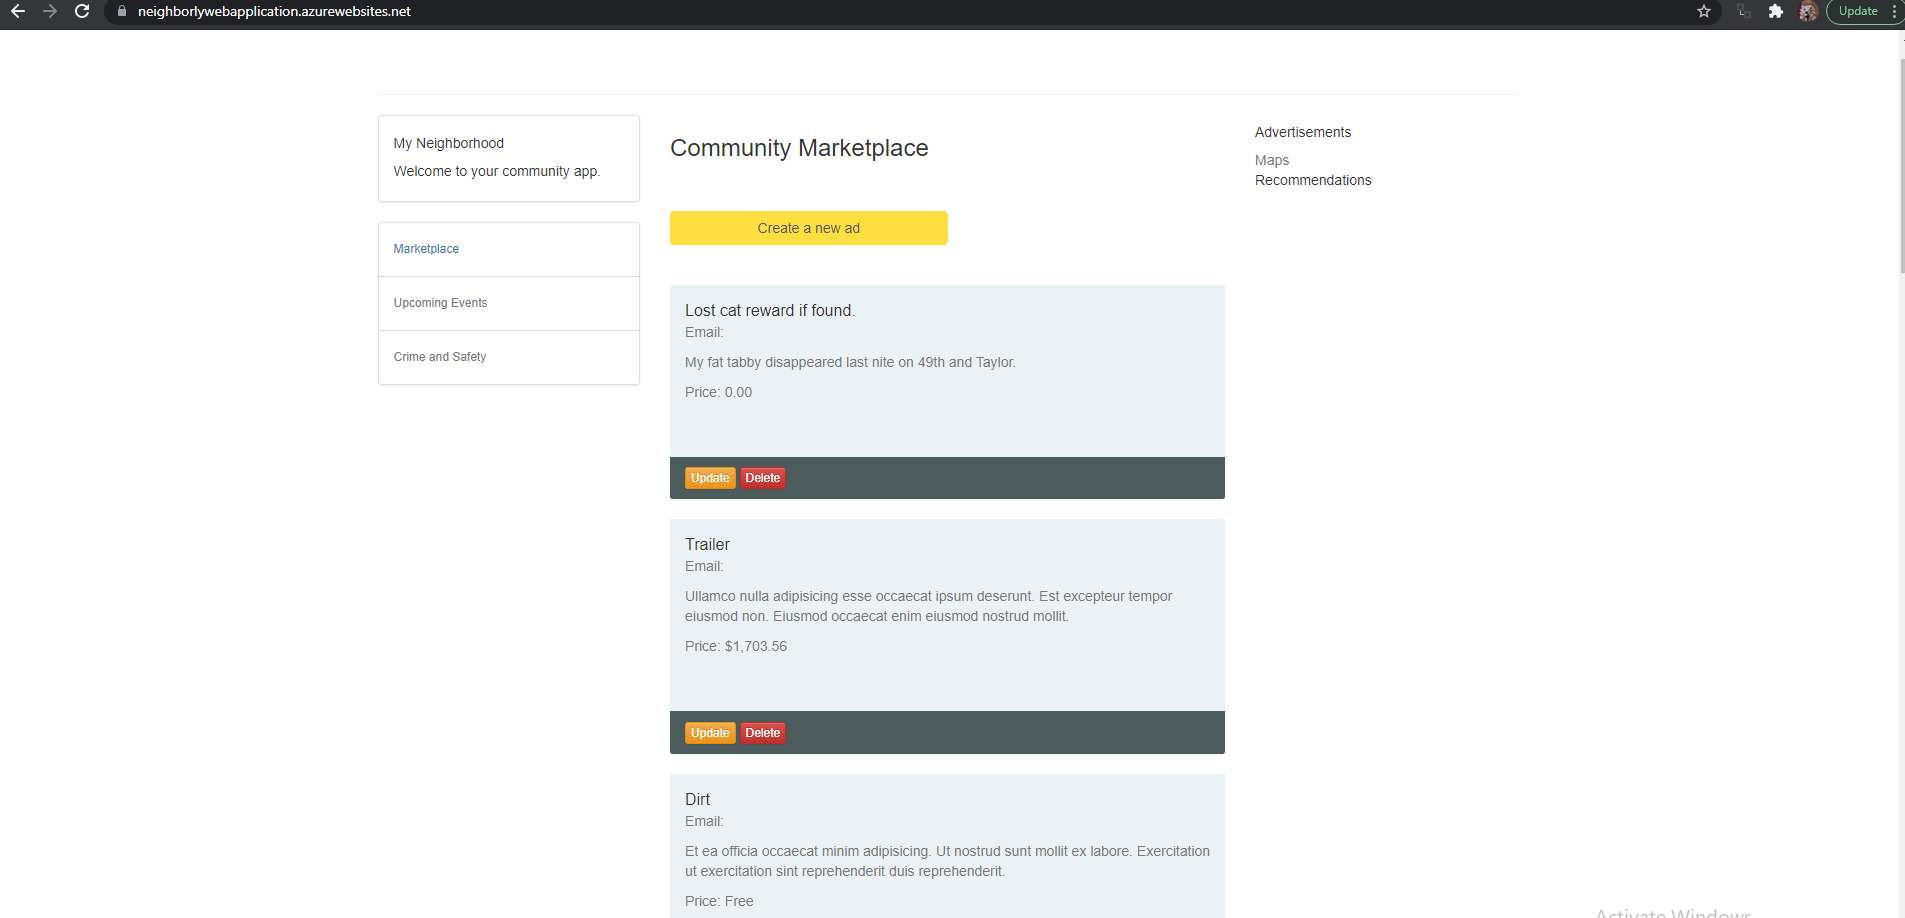 neighborlywebapplication.azurewebsites.net
Update
My Neighborhood
Welcome to your community app.
Marketplace
Upcoming Events
Crime and Safety
Community Marketplace
Create a new ad
Lost cat reward if found.
Email:
My fat tabby disappeared last nite on 49th and Taylor.
Price: 0.00
Update Delete
Trailer
Email:
Ullamco nulla adipisicing esse occaecat ipsum deserunt. Est excepteur tempor
eiusmod non. Eiusmod occaecat enim eiusmod nostrud mollit.
Price: $1,703.56
Update Delete
Dirt
Email:
Et ea officia occaecat minim adipisicing. Ut nostrud sunt mollit ex labore. Exercitation
ut exercitation sint reprehenderit duis reprehenderit.
Price: Free
Advertisements
Maps
Recommendations
Activate Windows